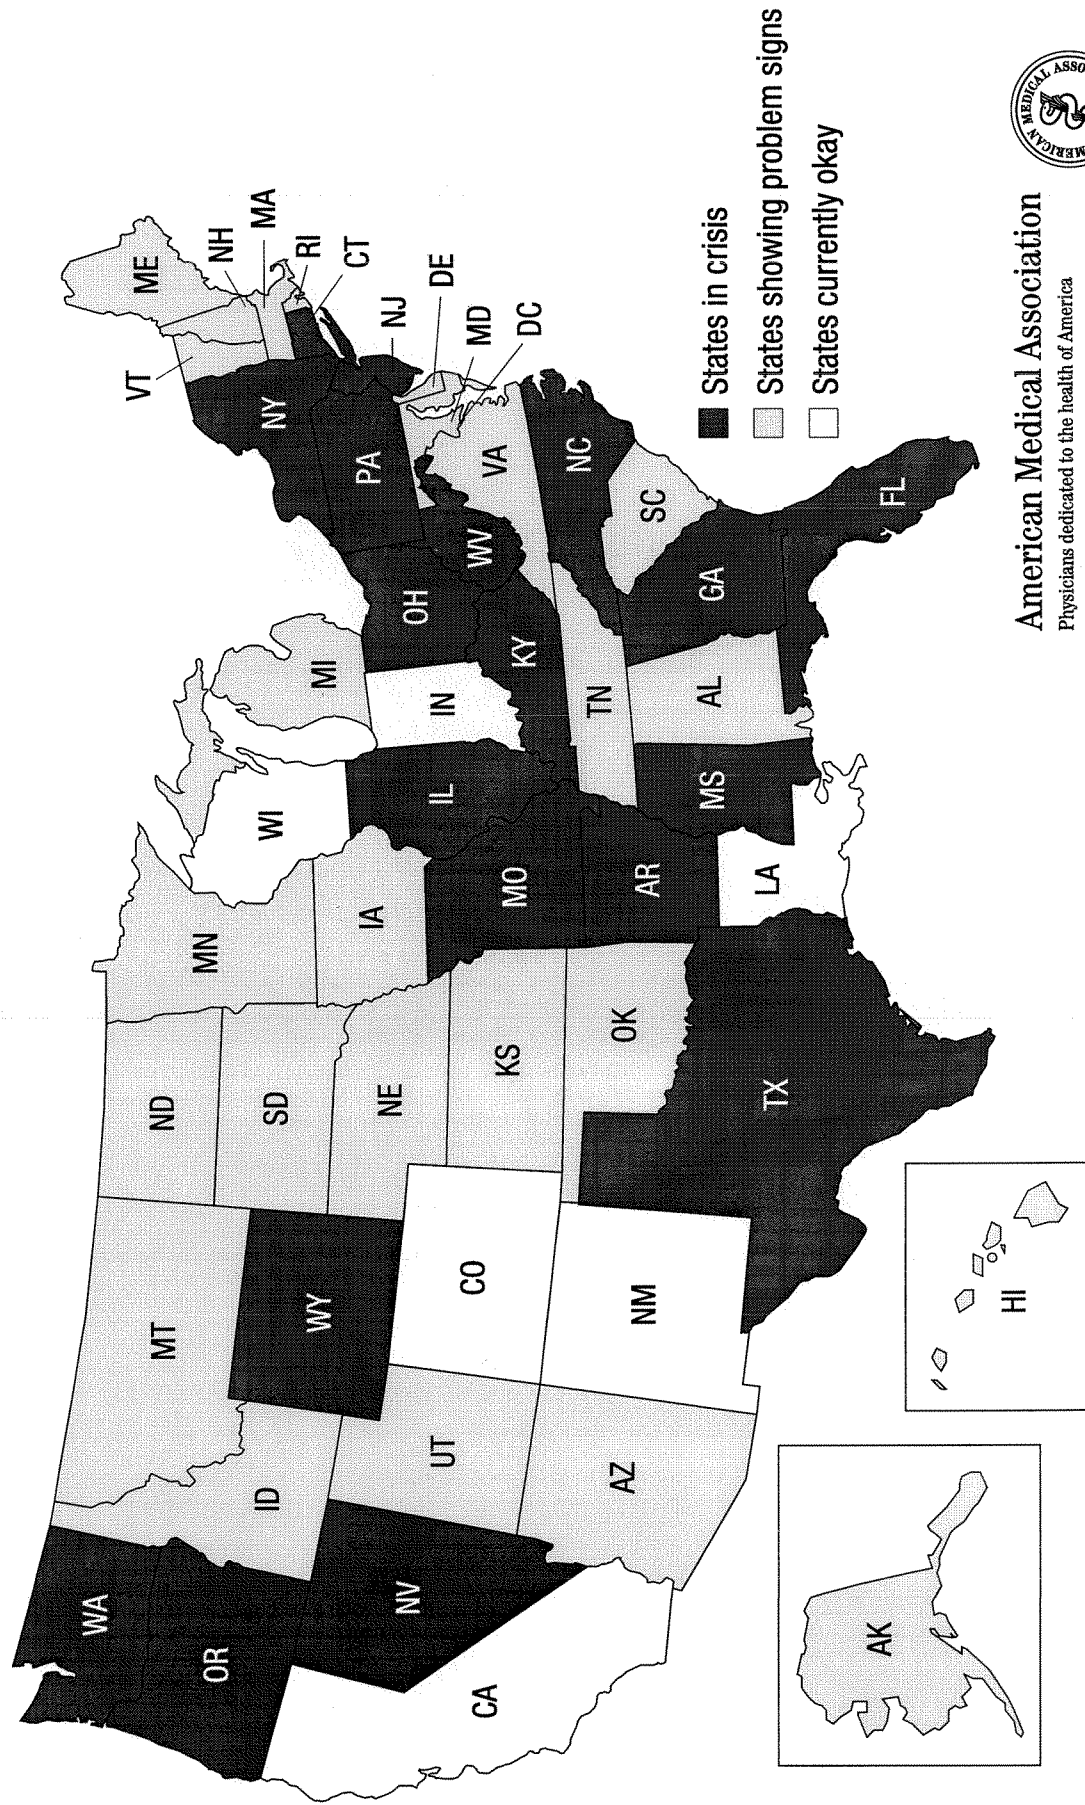 WA
OR
CA
NV
ID
MT
WY
UT
AZ
CO
NM
ND
SD
NE
KS
OK
TX
MN
IA
MO
AR
LA
WI
IL
MS
MI
IN
KY
TN
AL
OH
WV
GA
FL
SC
NC
VA
PA
NY
VT
ME
NH
MA
RI
CT
NJ
DE
MD
DC
AK
HI
States in crisis
States showing problem signs
States currently okay
American Medical Association
Physicians dedicated to the health of America
AMERICAN MEDICAL ASSO